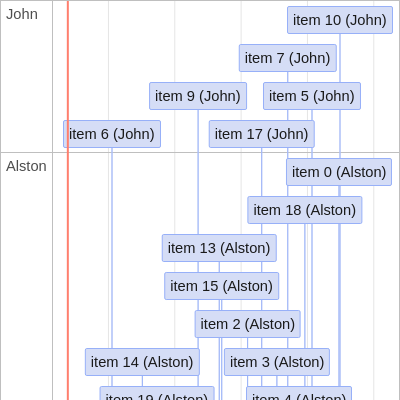 John
item 10 (John)
item 7 (John)
item 9 (John)
item 5 (John)
item 6 (John)
item 17 (John)
Alston
item 0 (Alston)
item 18 (Alston)
item 13 (Alston)
item 15 (Alston)
item 2 (Alston)
item 14 (Alston)
item 3 (Alston)
item 19 (Alston)
item 4 (Alston)